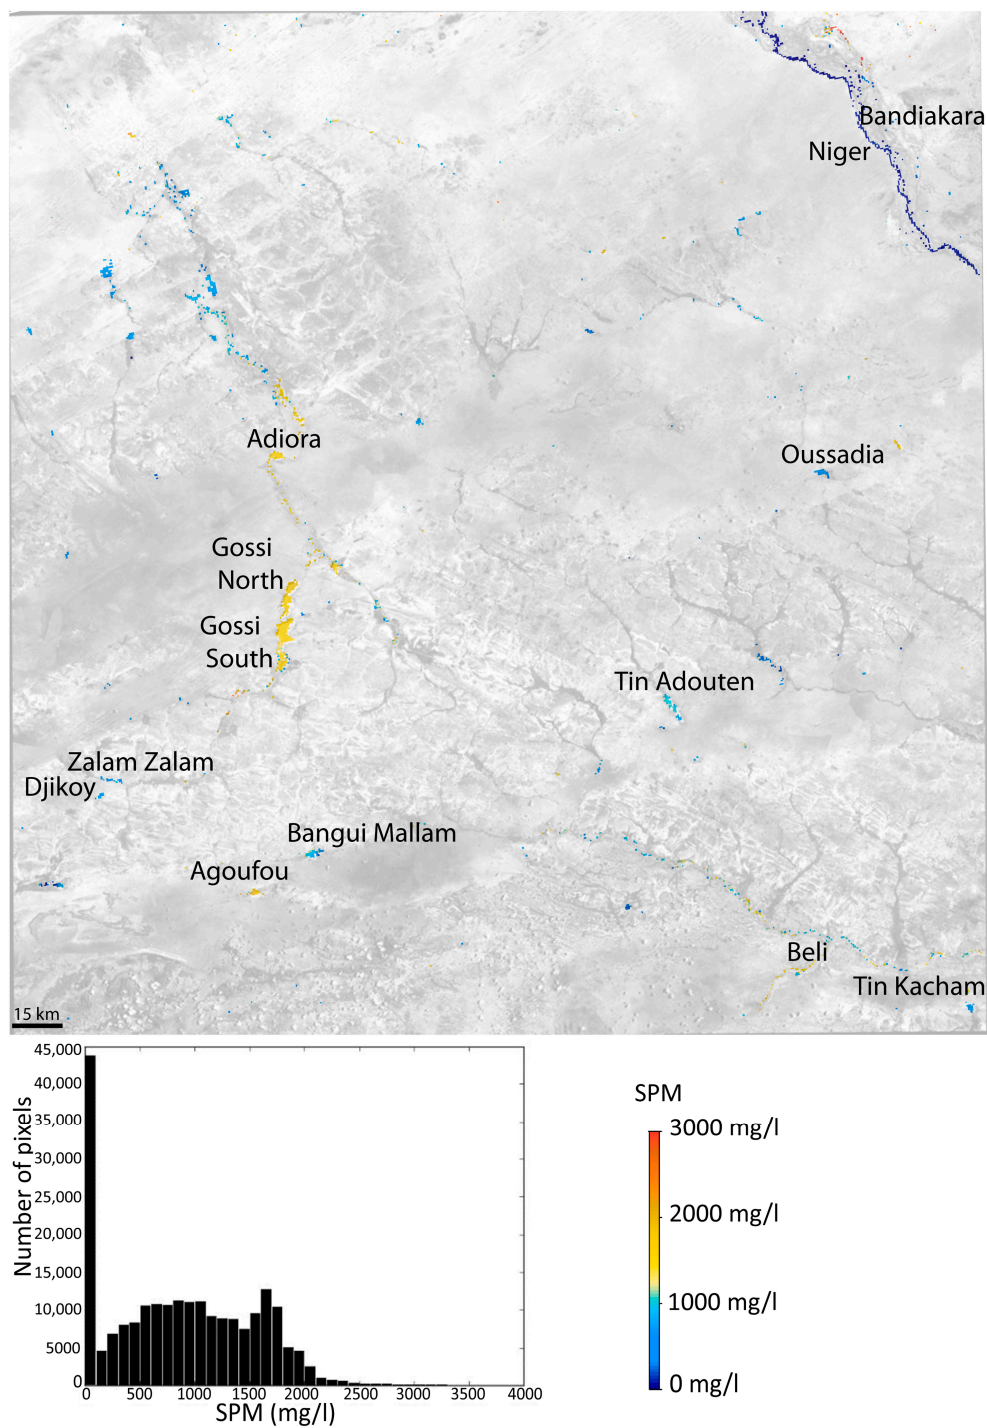 Bandiakara
Niger
Adiora
Oussadia
Gossi
North
Gossi
South
Tin Adouten
Zalam Zalam
Djikoy
Bangui Mallam
Agoufou
Beli
Tin Kacham
15 km
45,000
40,000
35,000
30,000
25,000
20,000
15,000
10,000
5000
0
Number of pixels
0 500 1000 1500 2000 2500 3000 3500 4000
SPM (mg/l)
SPM
3000 mg/l
2000 mg/l
1000 mg/l
0 mg/l